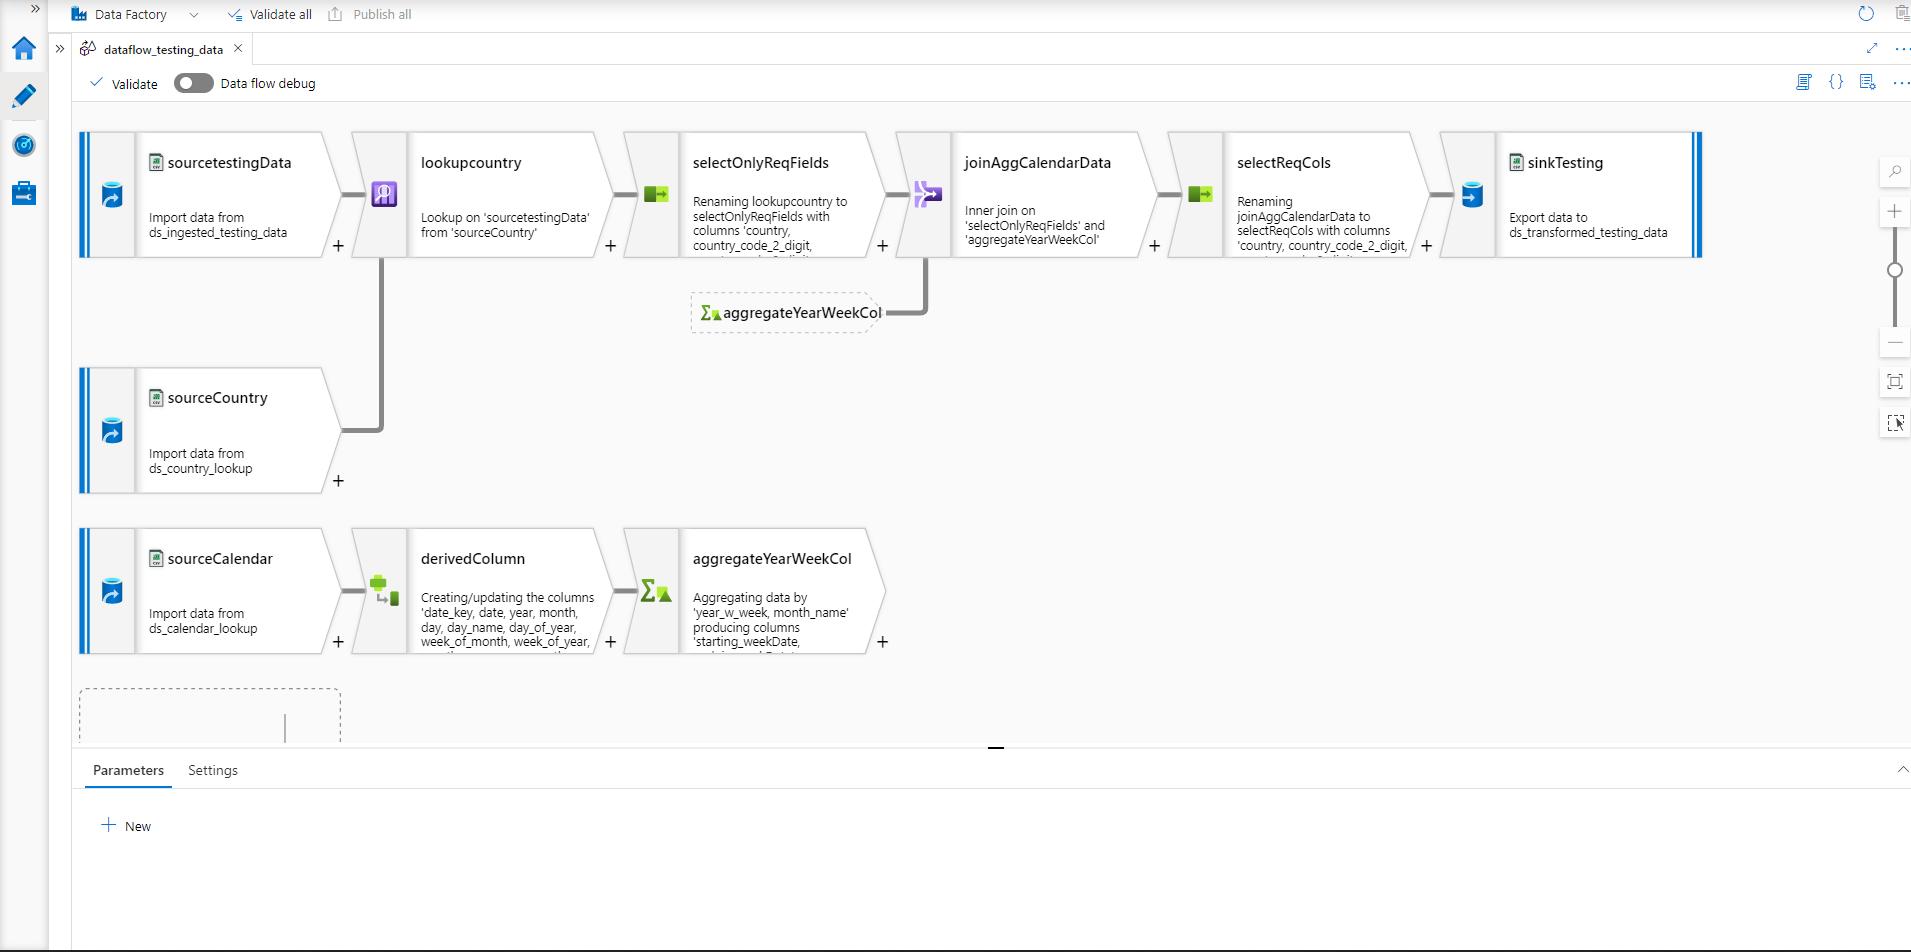 »
Data Factory
Validate all
Publish all
»
dataflow_testing_data
Validate
Data flow debug
{}
sourcetestingData
Import data from
ds_ingested_testing_data
+
lookupcountry
Lookup on 'sourcetestingData'
from 'sourceCountry'
+
selectOnlyReqFields
Renaming lookupcountry to
selectOnlyReqFields with
columns 'country,
country_code_2_digit,
+
joinAggCalendarData
Inner join on
'selectOnlyReqFields' and
'aggregateYearWeekCol'
+
selectReqCols
Renaming
joinAggCalendarData to
selectReqCols with columns
'country, country_code_2_digit,
+
sinkTesting
Export data to
ds_transformed_testing_data
aggregateYearWeekCol
sourceCountry
Import data from
ds_country_lookup
+
sourceCalendar
Import data from
ds_calendar_lookup
+
derivedColumn
Creating/updating the columns
'date_key, date, year, month,
day, day_name, day_of_year,
week_of_month, week_of_year,
+
aggregateYearWeekCol
Aggregating data by
'year_w_week, month_name'
producing columns
'starting_weekDate,
+
Parameters
Settings
+ New